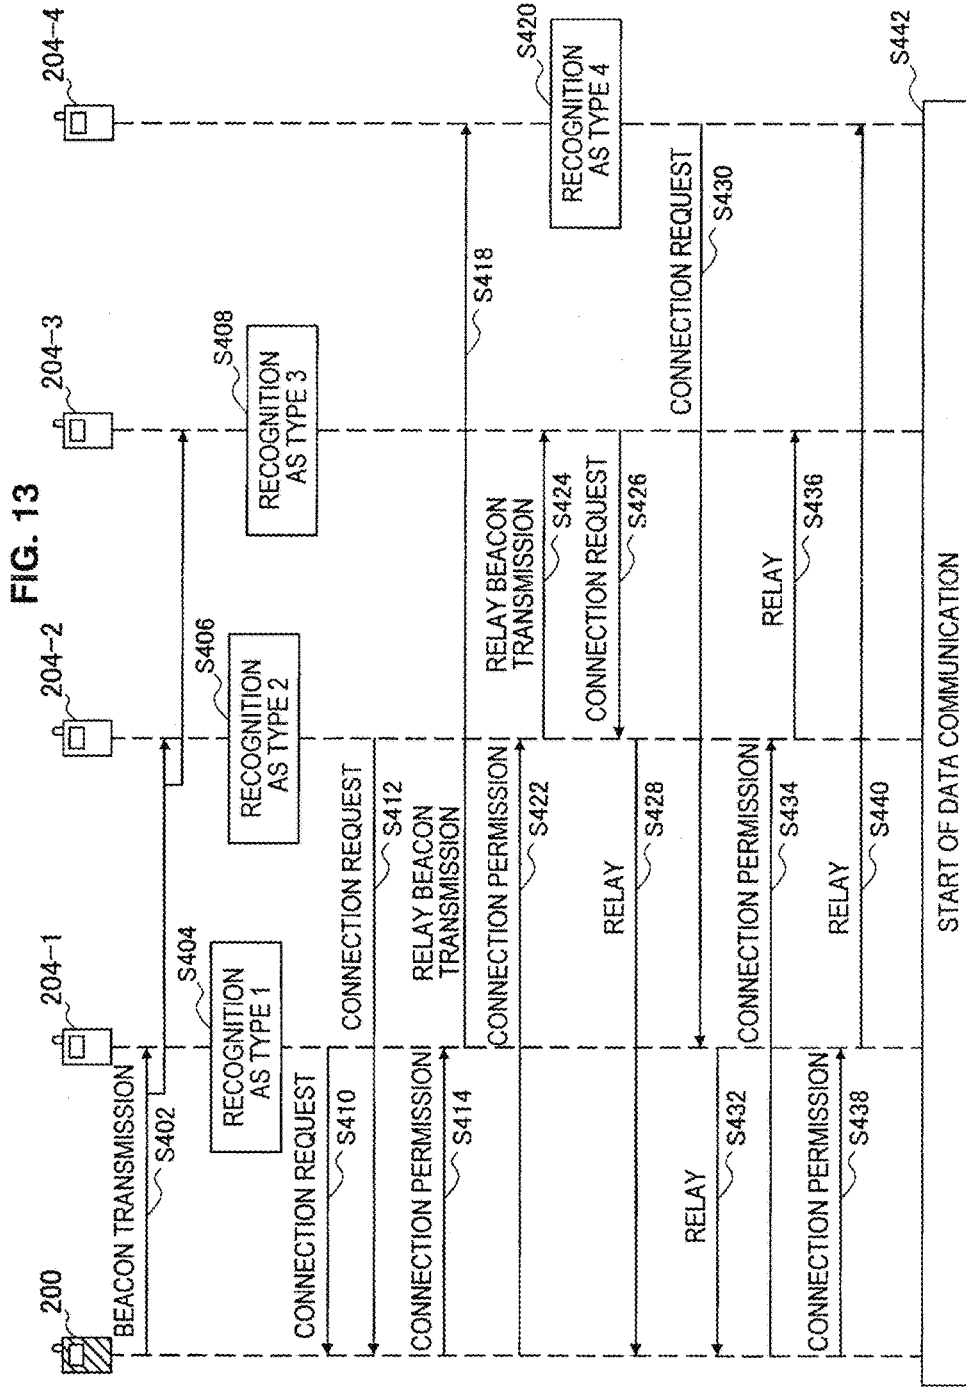 FIG. 13
200
204-1
204-2
204-3
204-4
BEACON TRANSMISSION
S402
S404
RECOGNITION
AS TYPE 1
S406
RECOGNITION
AS TYPE 2
S408
RECOGNITION
AS TYPE 3
CONNECTION REQUEST
S410
CONNECTION REQUEST
S412
CONNECTION PERMISSION
S414
RELAY BEACON
TRANSMISSION
S418
S420
RECOGNITION
AS TYPE 4
CONNECTION PERMISSION
S422
RELAY BEACON
TRANSMISSION
S424
CONNECTION REQUEST
S426
RELAY
S428
CONNECTION REQUEST
S430
RELAY
S432
CONNECTION PERMISSION
S434
RELAY
S436
CONNECTION PERMISSION
S438
RELAY
S440
S442
START OF DATA COMMUNICATION